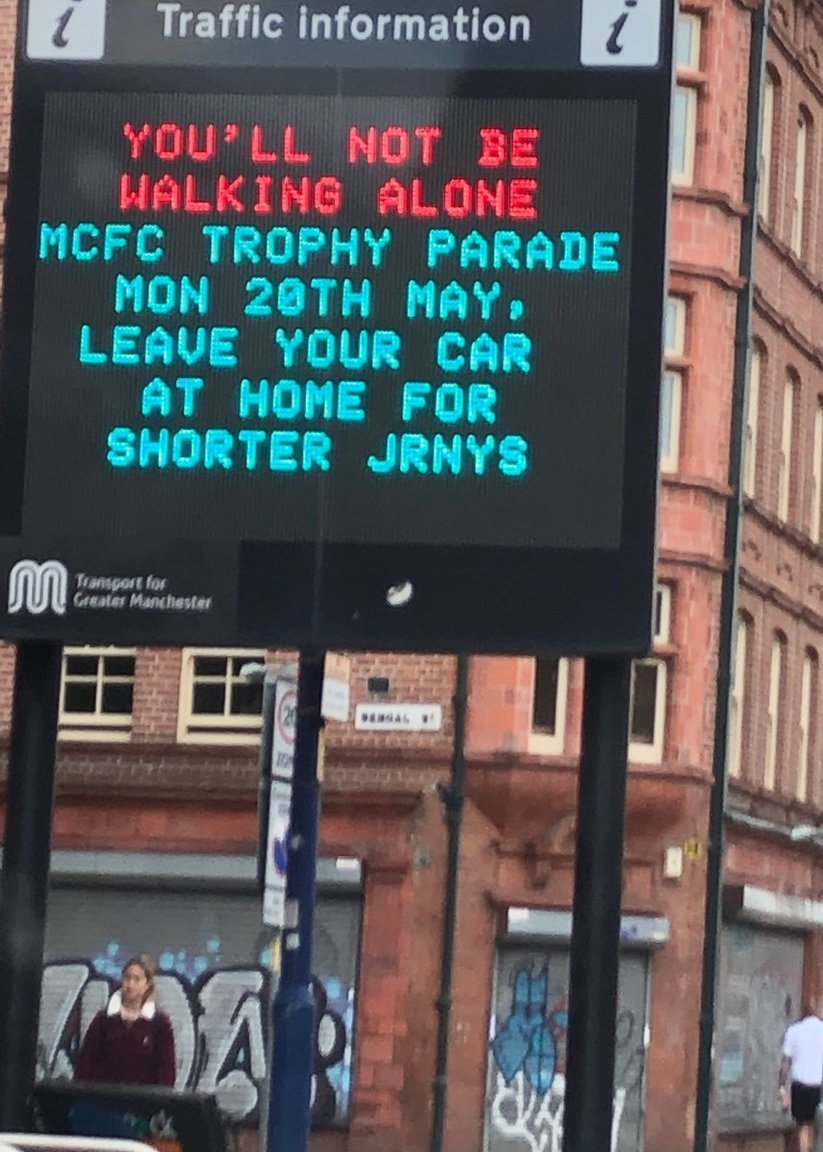 i Traffic information i
YOU'LL NOT BE
WALKING ALONE
MCFC TROPHY PARADE
MON 20TH MAY,
LEAVE YOUR CAR
AT HOME FOR
SHORTER JRNYS
Transport for
Greater Manchester
BENGAL ST
20